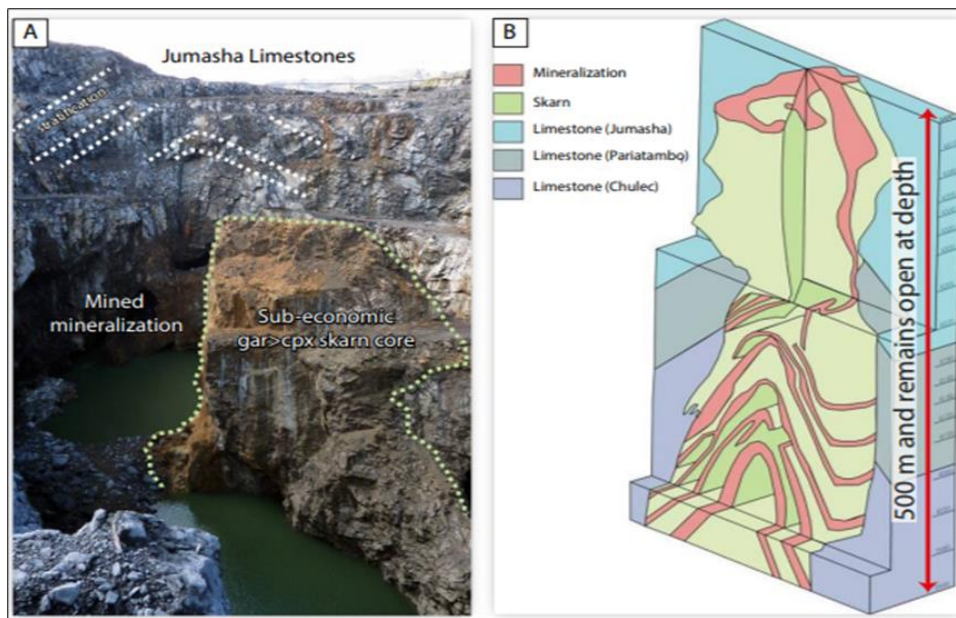 A
Jumasha Limestones
stratification
Mined
mineralization
Sub-economic
gar>cpx skarn core
B
Mineralization
Skarn
Limestone (Jumasha)
Limestone (Pariatambo)
Limestone (Chulec)
500 m and remains open at depth